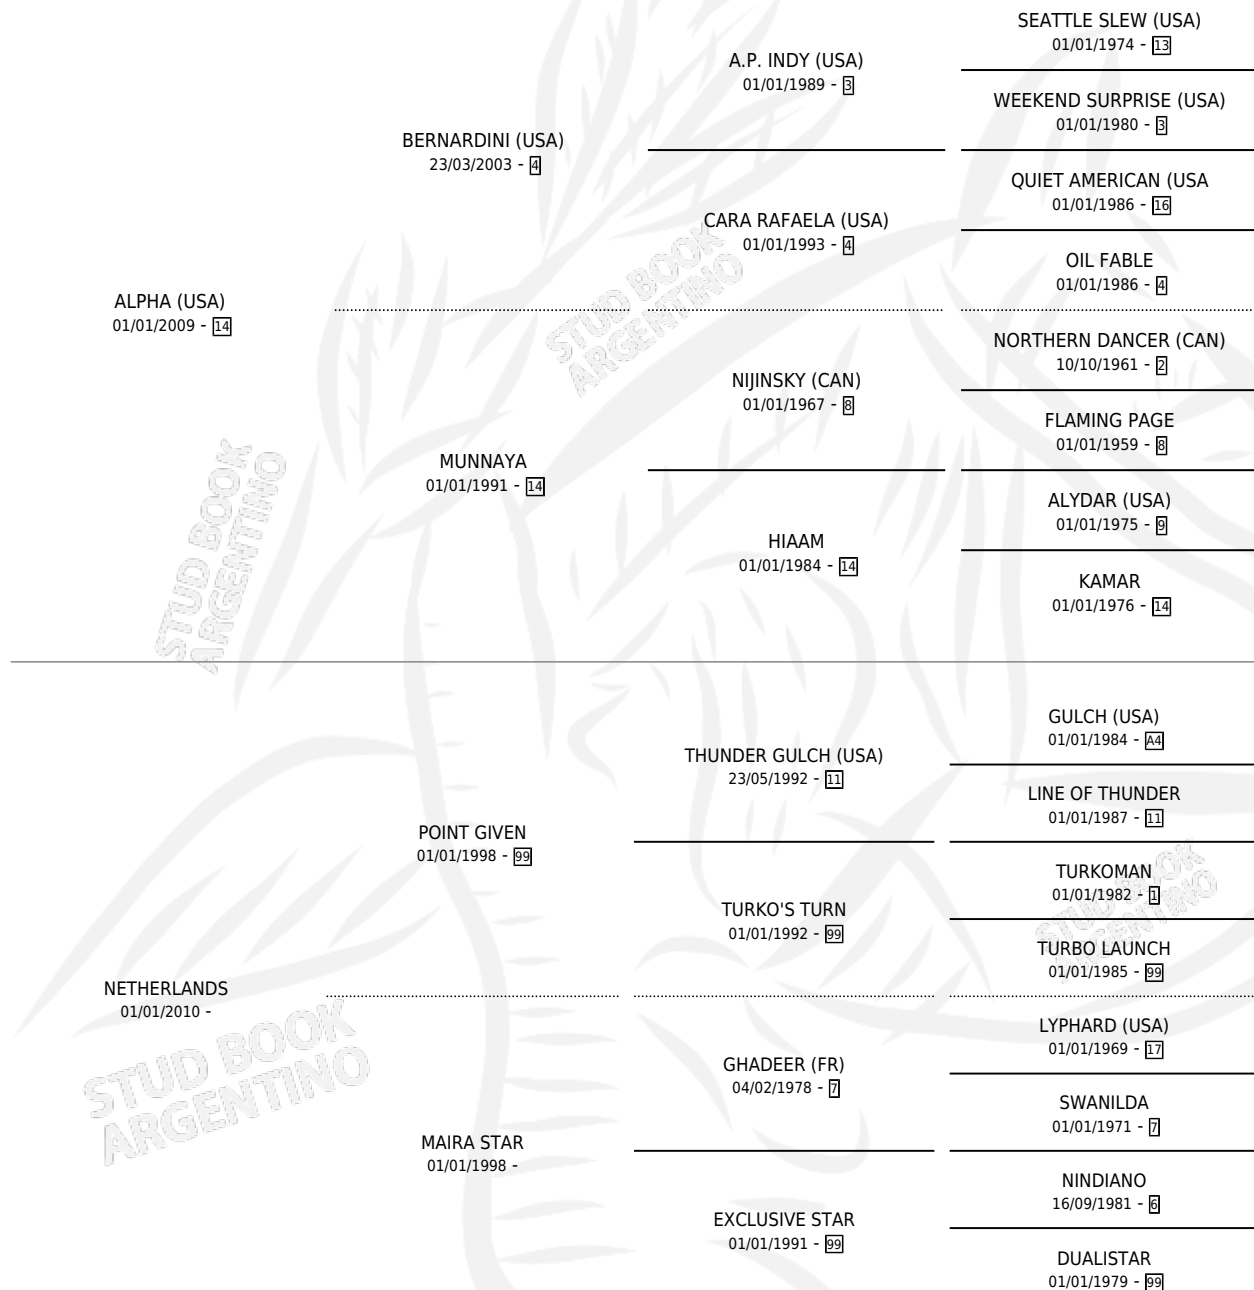 SEATTLE SLEW (USA)
01/01/1974 - 13
A.P. INDY (USA)
01/01/1989 - 3
WEEKEND SURPRISE (USA)
01/01/1980 - 3
BERNARDINI (USA)
23/03/2003 - 4
QUIET AMERICAN (USA
01/01/1986 - 16
CARA RAFAELA (USA)
01/01/1993 - 4
OIL FABLE
01/01/1986 - 4
ALPHA (USA)
01/01/2009 - 14
STUD BOOK
ARGENTINO
NORTHERN DANCER (CAN)
10/10/1961 - 2
NIJINSKY (CAN)
01/01/1967 - 8
FLAMING PAGE
01/01/1959 - 8
MUNNAYA
01/01/1991 - 14
ALYDAR (USA)
01/01/1975 - 9
HIAAM
01/01/1984 - 14
KAMAR
01/01/1976 - 14
STUD BOOK
ARGENTINO
GULCH (USA)
01/01/1984 - A4
THUNDER GULCH (USA)
23/05/1992 - 11
LINE OF THUNDER
01/01/1987 - 11
POINT GIVEN
01/01/1998 - 99
TURKOMAN
01/01/1982 - 1
TURKO'S TURN
01/01/1992 - 99
TURBO LAUNCH
01/01/1985 - 99
STUD BOOK
ARGENTINO
NETHERLANDS
01/01/2010 -
LYPHARD (USA)
01/01/1969 - 17
GHADEER (FR)
04/02/1978 - 7
SWANILDA
01/01/1971 - 7
STUD BOOK
ARGENTINO
MAIRA STAR
01/01/1998 -
NINDIANO
16/09/1981 - 6
EXCLUSIVE STAR
01/01/1991 - 99
DUALISTAR
01/01/1979 - 99